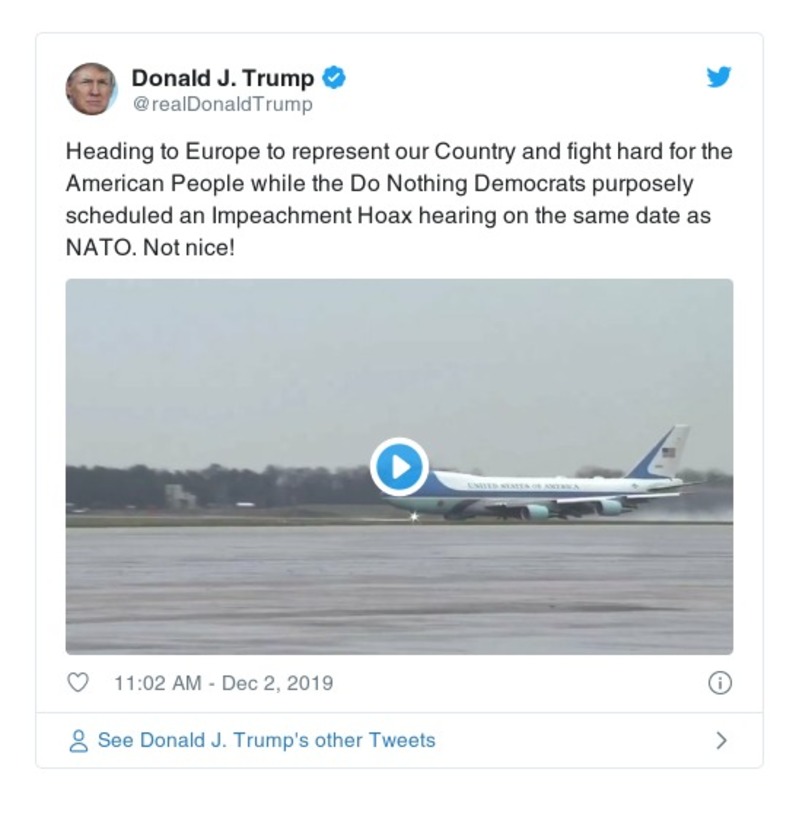 Donald J. Trump
@realDonaldTrump
Heading to Europe to represent our Country and fight hard for the
American People while the Do Nothing Democrats purposely
scheduled an Impeachment Hoax hearing on the same date as
NATO. Not nice!
UNITED STATES OF AMERICA
11:02 AM - Dec 2, 2019
See Donald J. Trump's other Tweets